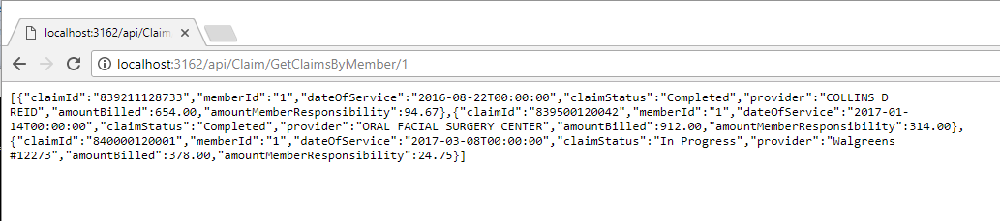 localhost:3162/api/Claim
localhost:3162/api/Claim/GetClaimsByMember/1
[{"claimId":"839211128733","memberId":"1","dateOfService":"2016-08-22T00:00:00","claimStatus":"Completed","provider":"COLLINS D
REID","amountBilled":654.00,"amountMemberResponsibility":94.67},{"claimId":"839500120042","memberId":"1","dateOfService":"2017-01-
14T00:00:00","claimStatus":"Completed","provider":"ORAL FACIAL SURGERY CENTER","amountBilled":912.00,"amountMemberResponsibility":314.00},
{"claimId":"840000120001","memberId":"1","dateOfService":"2017-03-08T00:00:00","claimStatus":"In Progress","provider":"Walgreens
#12273","amountBilled":378.00,"amountMemberResponsibility":24.75}]